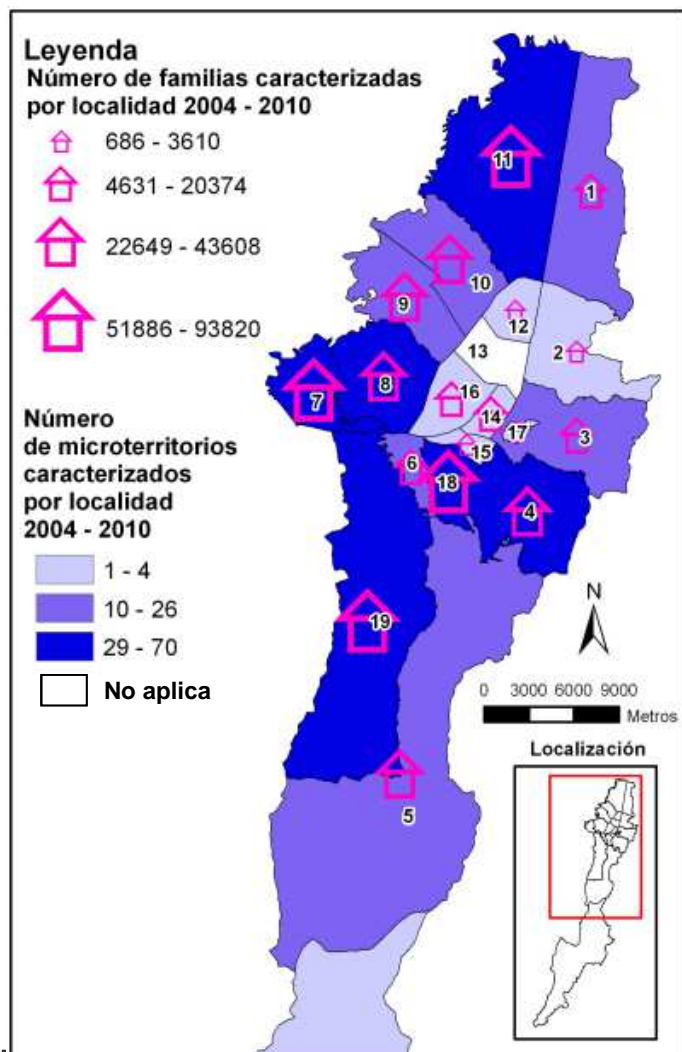 Leyenda
Número de familias caracterizadas
por localidad 2004 - 2010
686 - 3610
4631 - 20374
22649 - 43608
51886 - 93820
Número
de microterritorios
caracterizados
por localidad
2004 - 2010
1 - 4
10 - 26
29 - 70
No aplica
11
1
10
9
12
2
13
8
7
16
14
17
3
15
6
18
4
19
5
N
0 3000 6000 9000
Metros
Localización